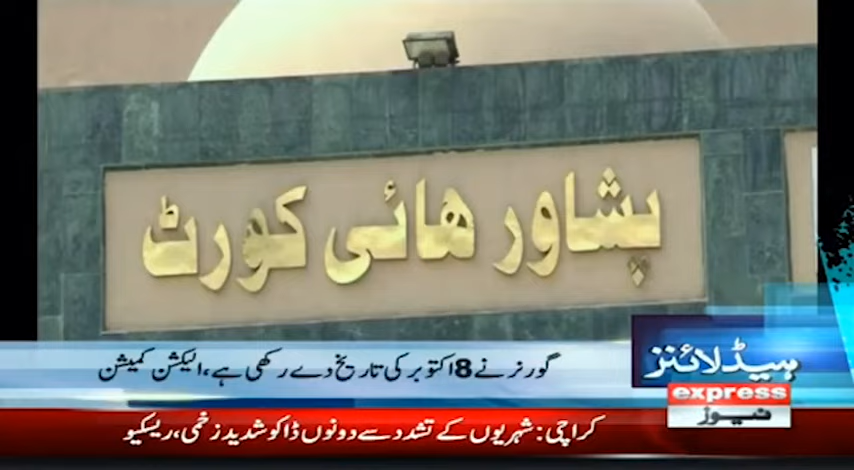 پشاور ہائی کورٹ
ہیڈلائنز
گورنر نے 8 اکتوبر کی تاریخ دے رکھی ہے، الیکشن کمیشن
express
نیوز
کراچی: شہریوں کے تشدد سے دونوں ڈاکو شدید زخمی، ریسکیو